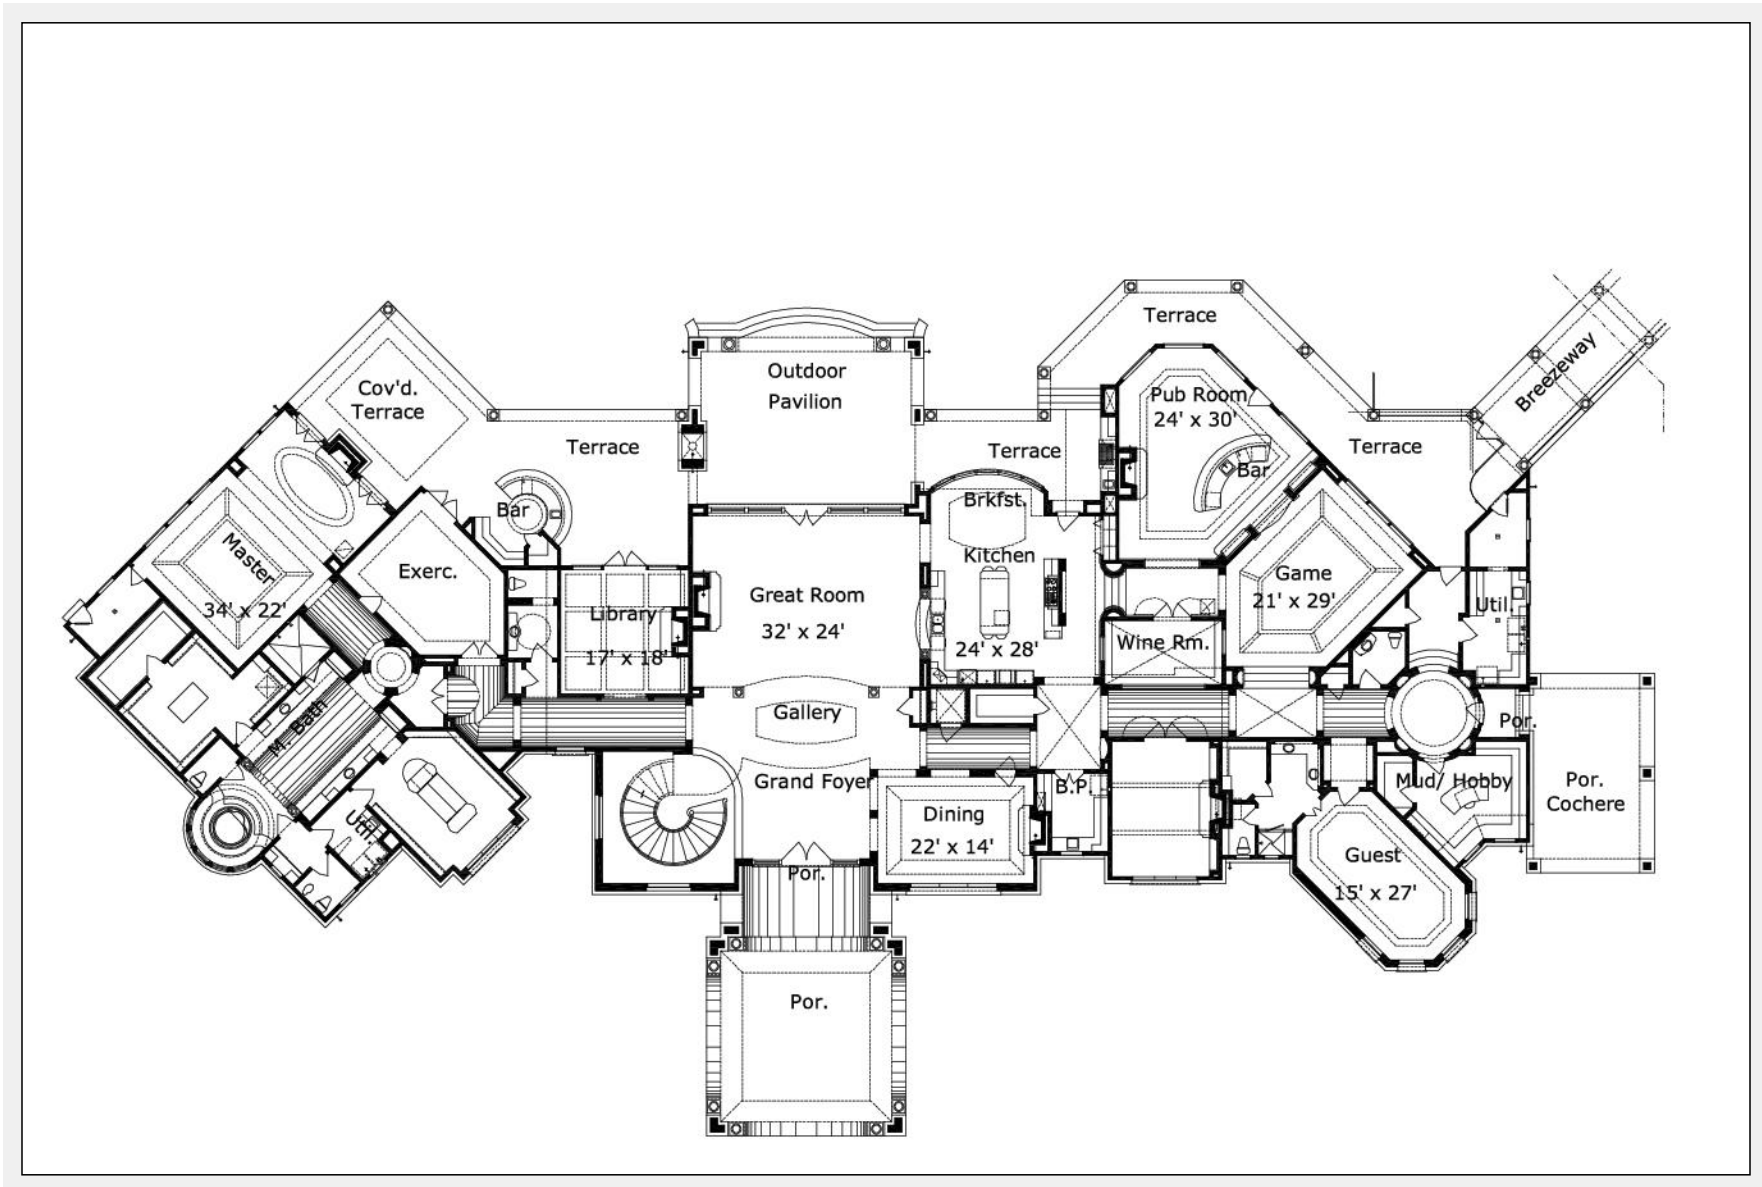 Terrace
Outdoor
Pavilion
Cov'd.
Terrace
Breezeway
Pub Room
24' x 30'
Terrace
Terrace
Terrace
Bar
Brkfst.
Bar
Master
34' x 22'
Exerc.
Kitchen
24' x 28'
Game
21' x 29'
Great Room
32' x 24'
Library
17' x 18'
Util.
Wine Rm.
M. Bath
Gallery
Por.
Grand Foyer
B.P.
Mud/ Hobby
Por.
Cochere
Util.
Dining
22' x 14'
Guest
15' x 27'
Por.
Por.